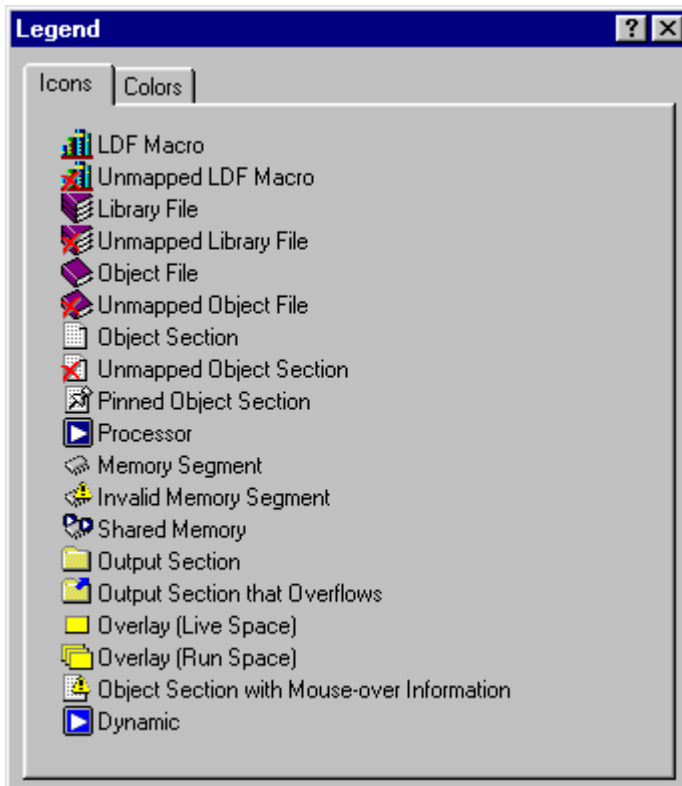 Legend
Icons Colors
LDF Macro
Unmapped LDF Macro
Library File
Unmapped Library File
Object File
Unmapped Object File
Object Section
Unmapped Object Section
Pinned Object Section
Processor
Memory Segment
Invalid Memory Segment
Shared Memory
Output Section
Output Section that Overflows
Overlay (Live Space)
Overlay (Run Space)
Object Section with Mouse-over Information
Dynamic